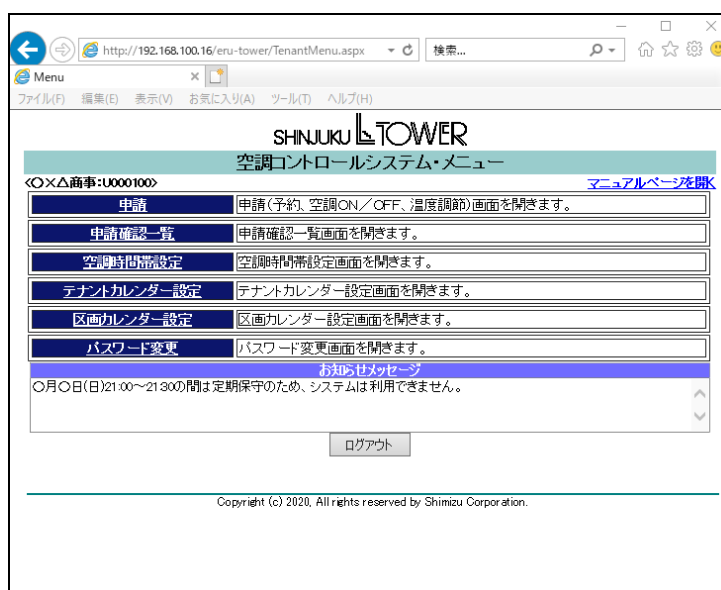 http://192.168.100.16/eru-tower/TenantMenu.aspx 検索...
Menu
ファイル(F) 編集(E) 表示(V) お気に入り(A) ツール(T) ヘルプ(H)
SHINJUKU L TOWER
空調コントロールシステム・メニュー
<○×△商事:U000100> マニュアルページを開く
申請 申請(予約、空調ON/OFF、温度調節)画面を開きます。
申請確認一覧 申請確認一覧画面を開きます。
空調時間帯設定 空調時間帯設定画面を開きます。
テナントカレンダー設定 テナントカレンダー設定画面を開きます。
区画カレンダー設定 区画カレンダー設定画面を開きます。
パスワード変更 パスワード変更画面を開きます。
お知らせメッセージ
○月○日(日)21:00~21:30の間は定期保守のため、システムは利用できません。
ログアウト
Copyright (c) 2020, All rights reserved by Shimizu Corporation.